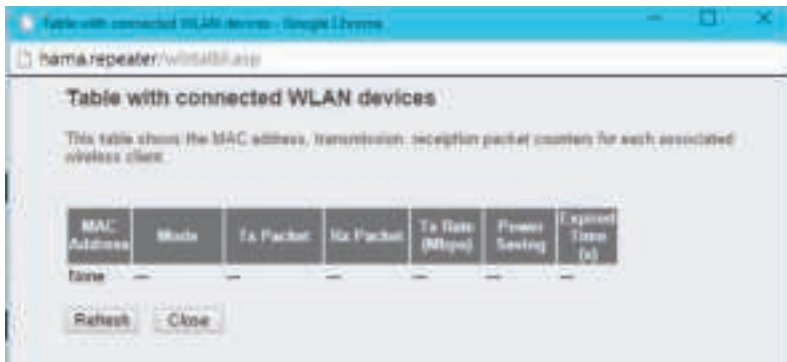 Table with connected WLAN devices - Google Chrome
hama.repeater/wlstatbl.asp
Table with connected WLAN devices
This table shows the MAC address, transmission, receiption packet counters for each associated
wireless client.
MAC Address Mode Tx Packet Rx Packet Tx Rate (Mbps) Power Saving Expired Time (s)
None --- --- --- --- --- ---
Refresh Close